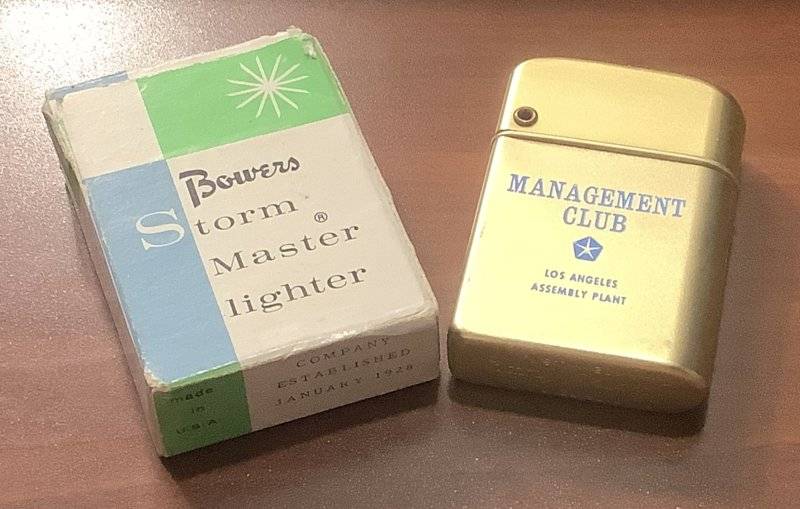 Bowers
Storm
Master ®
lighter
made
in
U.S.A
COMPANY
ESTABLISHED
JANUARY 1928
MANAGEMENT
CLUB
LOS ANGELES
ASSEMBLY PLANT